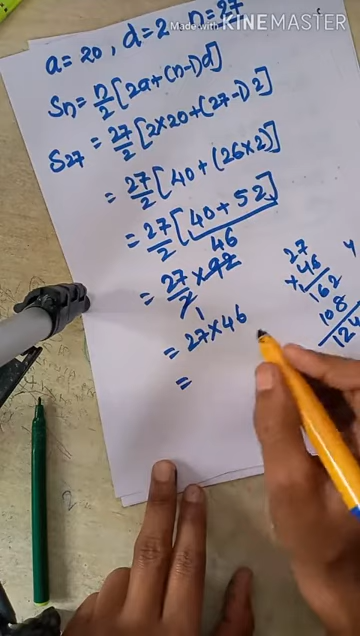 Made with KINEMASTER
a = 20, d = 2 n = 27
Sn = n/2 [2a+(n-1)d]
S27 = 27/2 [2×20+(27-1)2]
= 27/2 [40+(26×2)]
= 27/2 [40+52]
46
= 27/2 × 92
1
= 27×46
=
27
×46
162
108
124